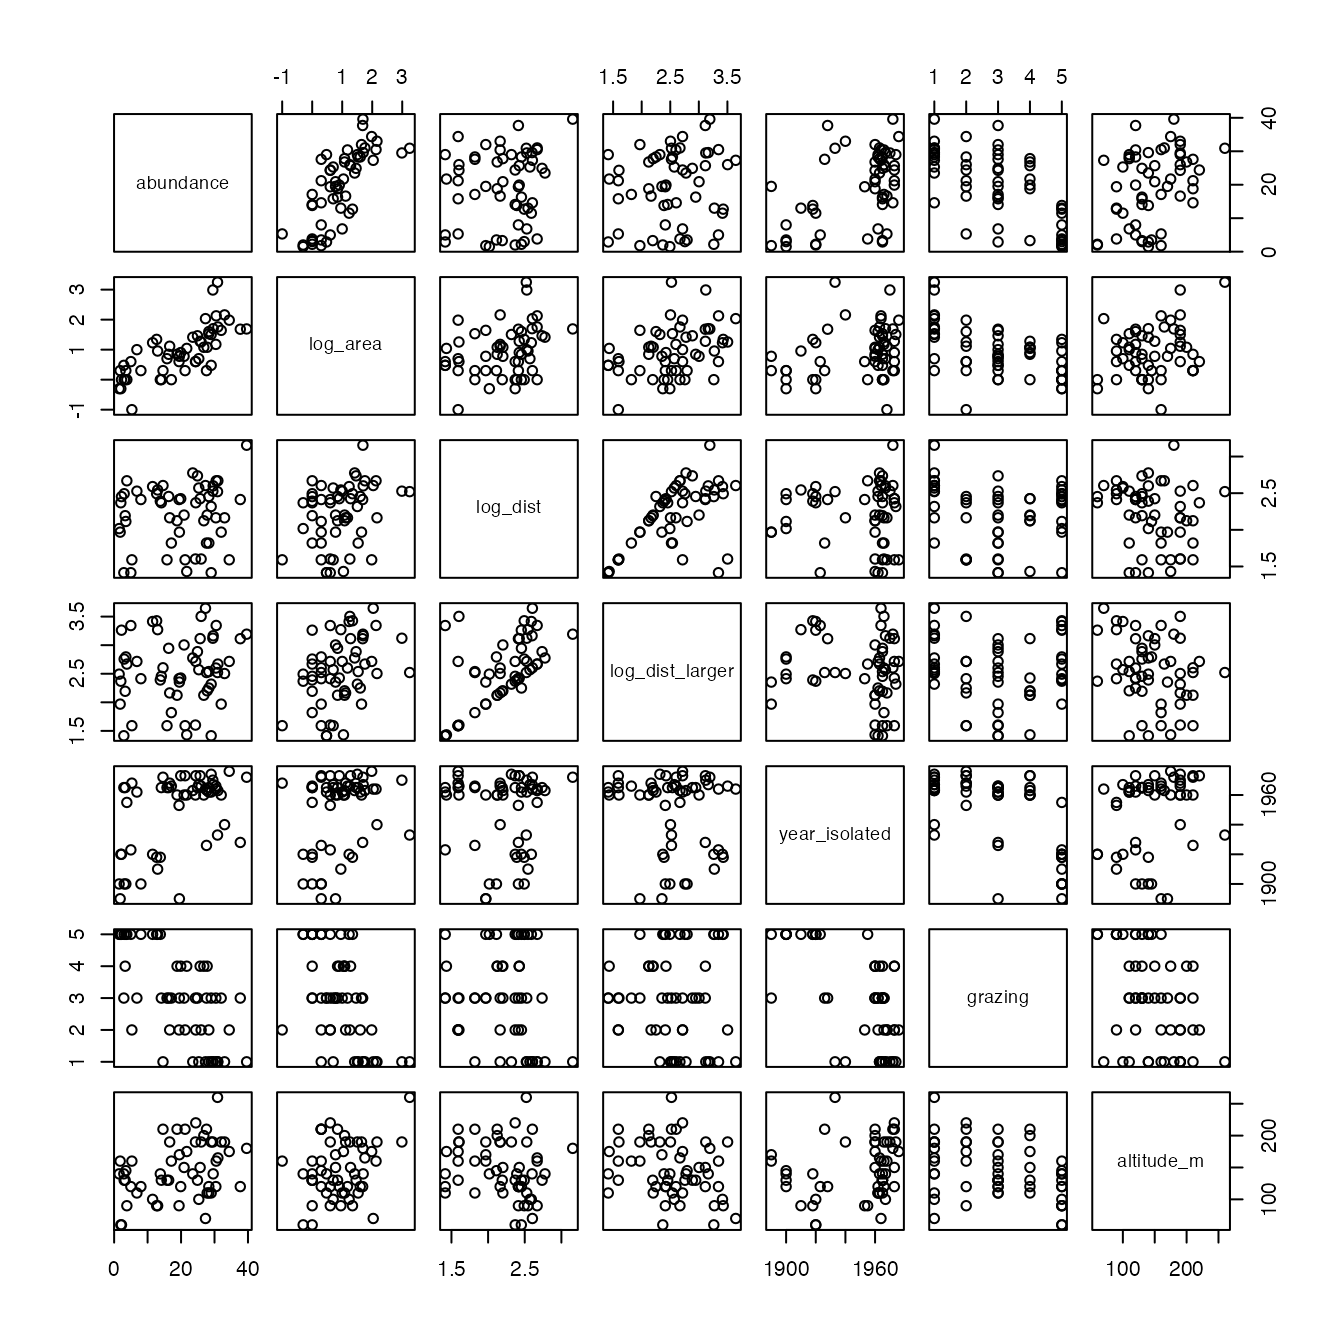 -1 1 2 3 1.5 2.5 3.5 1 2 3 4 5
abundance
0 20 40
-1 1 2 3
log_area
log_dist
1.5 2.5
1.5 2.5 3.5
log_dist_larger
year_isolated
1900 1960
1 2 3 4 5
grazing
altitude_m
100 200
0 20 40 1.5 2.5 1900 1960 100 200